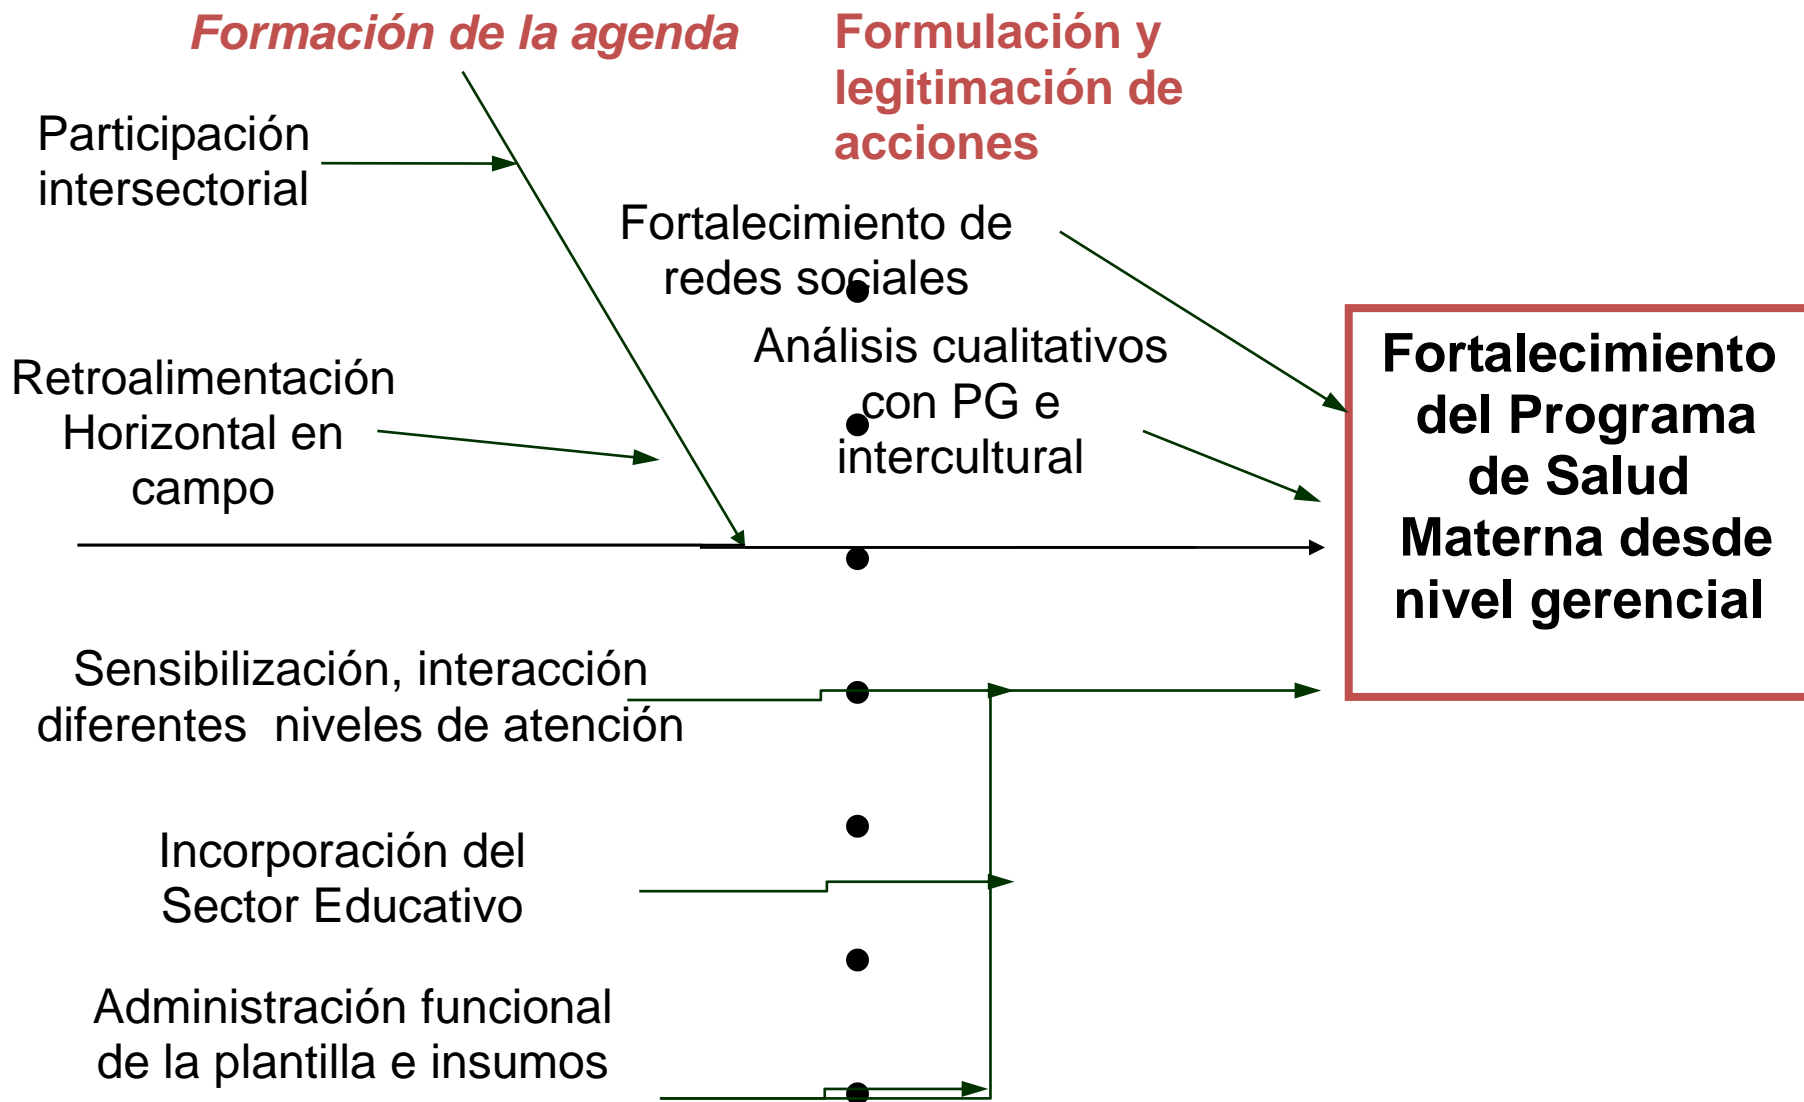 Formación de la agenda
Formulación y
legitimación de
acciones
Participación
intersectorial
Fortalecimiento de
redes sociales
Análisis cualitativos
con PG e
intercultural
Retroalimentación
Horizontal en
campo
Fortalecimiento
del Programa
de Salud
Materna desde
nivel gerencial
Sensibilización, interacción
diferentes niveles de atención
Incorporación del
Sector Educativo
Administración funcional
de la plantilla e insumos